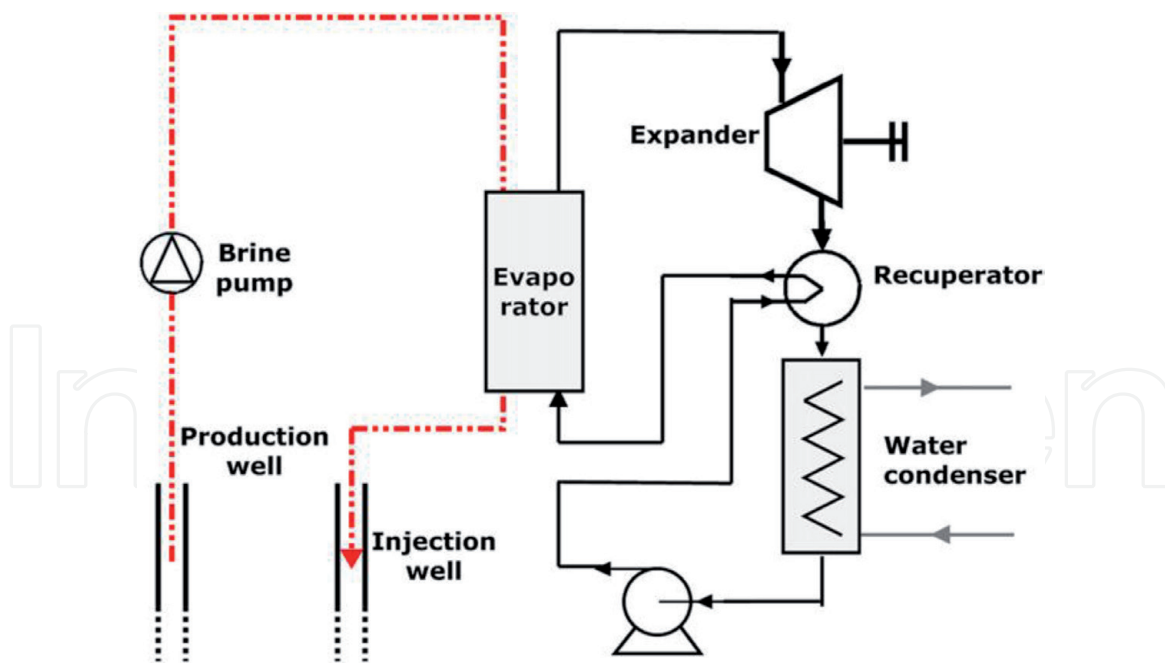 Expander
Brine
pump
Evapo
rator
Recuperator
Production
well
Water
condenser
Injection
well